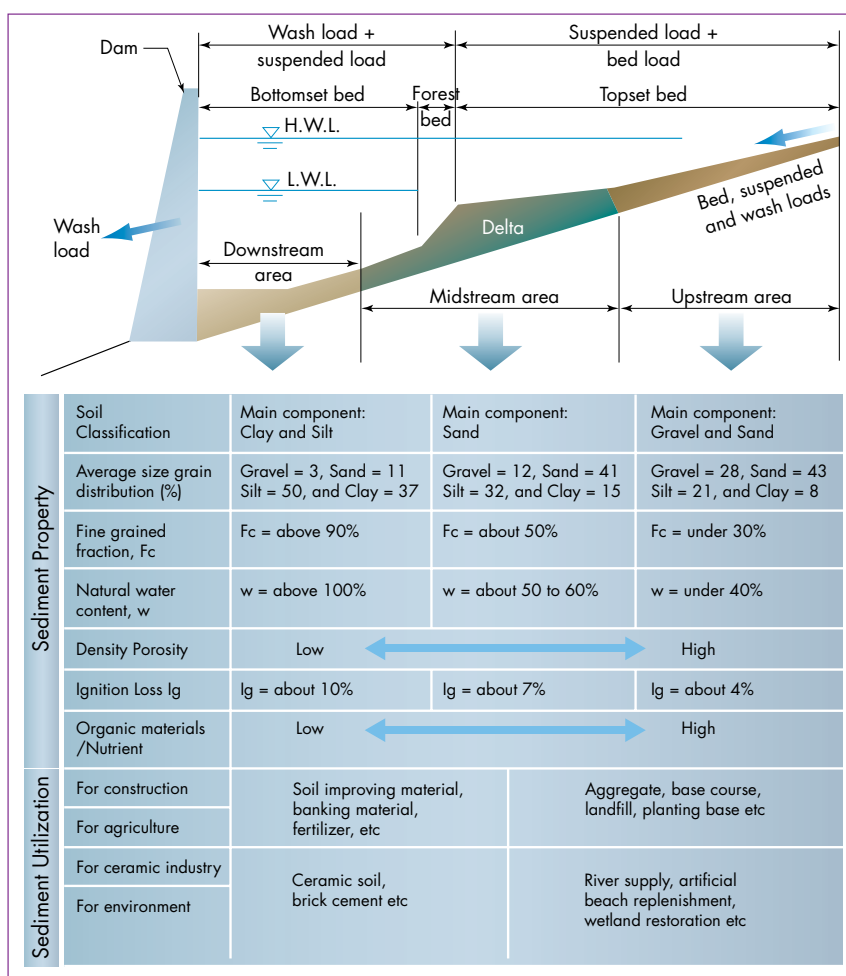 Wash load +
suspended load
Suspended load +
bed load
Dam
Bottomset bed
Forest
bed
Topset bed
H.W.L.
L.W.L.
Bed, suspended
and wash loads
Wash
load
Delta
Downstream
area
Midstream area
Upstream area
Sediment Property
Soil
Classification
Main component:
Clay and Silt
Main component:
Sand
Main component:
Gravel and Sand
Average size grain
distribution (%)
Gravel = 3, Sand = 11
Silt = 50, and Clay = 37
Gravel = 12, Sand = 41
Silt = 32, and Clay = 15
Gravel = 28, Sand = 43
Silt = 21, and Clay = 8
Fine grained
fraction, Fc
Fc = above 90%
Fc = about 50%
Fc = under 30%
Natural water
content, w
w = above 100%
w = about 50 to 60%
w = under 40%
Density Porosity
Low
High
Ignition Loss Ig
Ig = about 10%
Ig = about 7%
Ig = about 4%
Organic materials
/Nutrient
Low
High
Sediment Utilization
For construction
For agriculture
Soil improving material,
banking material,
fertilizer, etc
Aggregate, base course,
landfill, planting base etc
For ceramic industry
For environment
Ceramic soil,
brick cement etc
River supply, artificial
beach replenishment,
wetland restoration etc